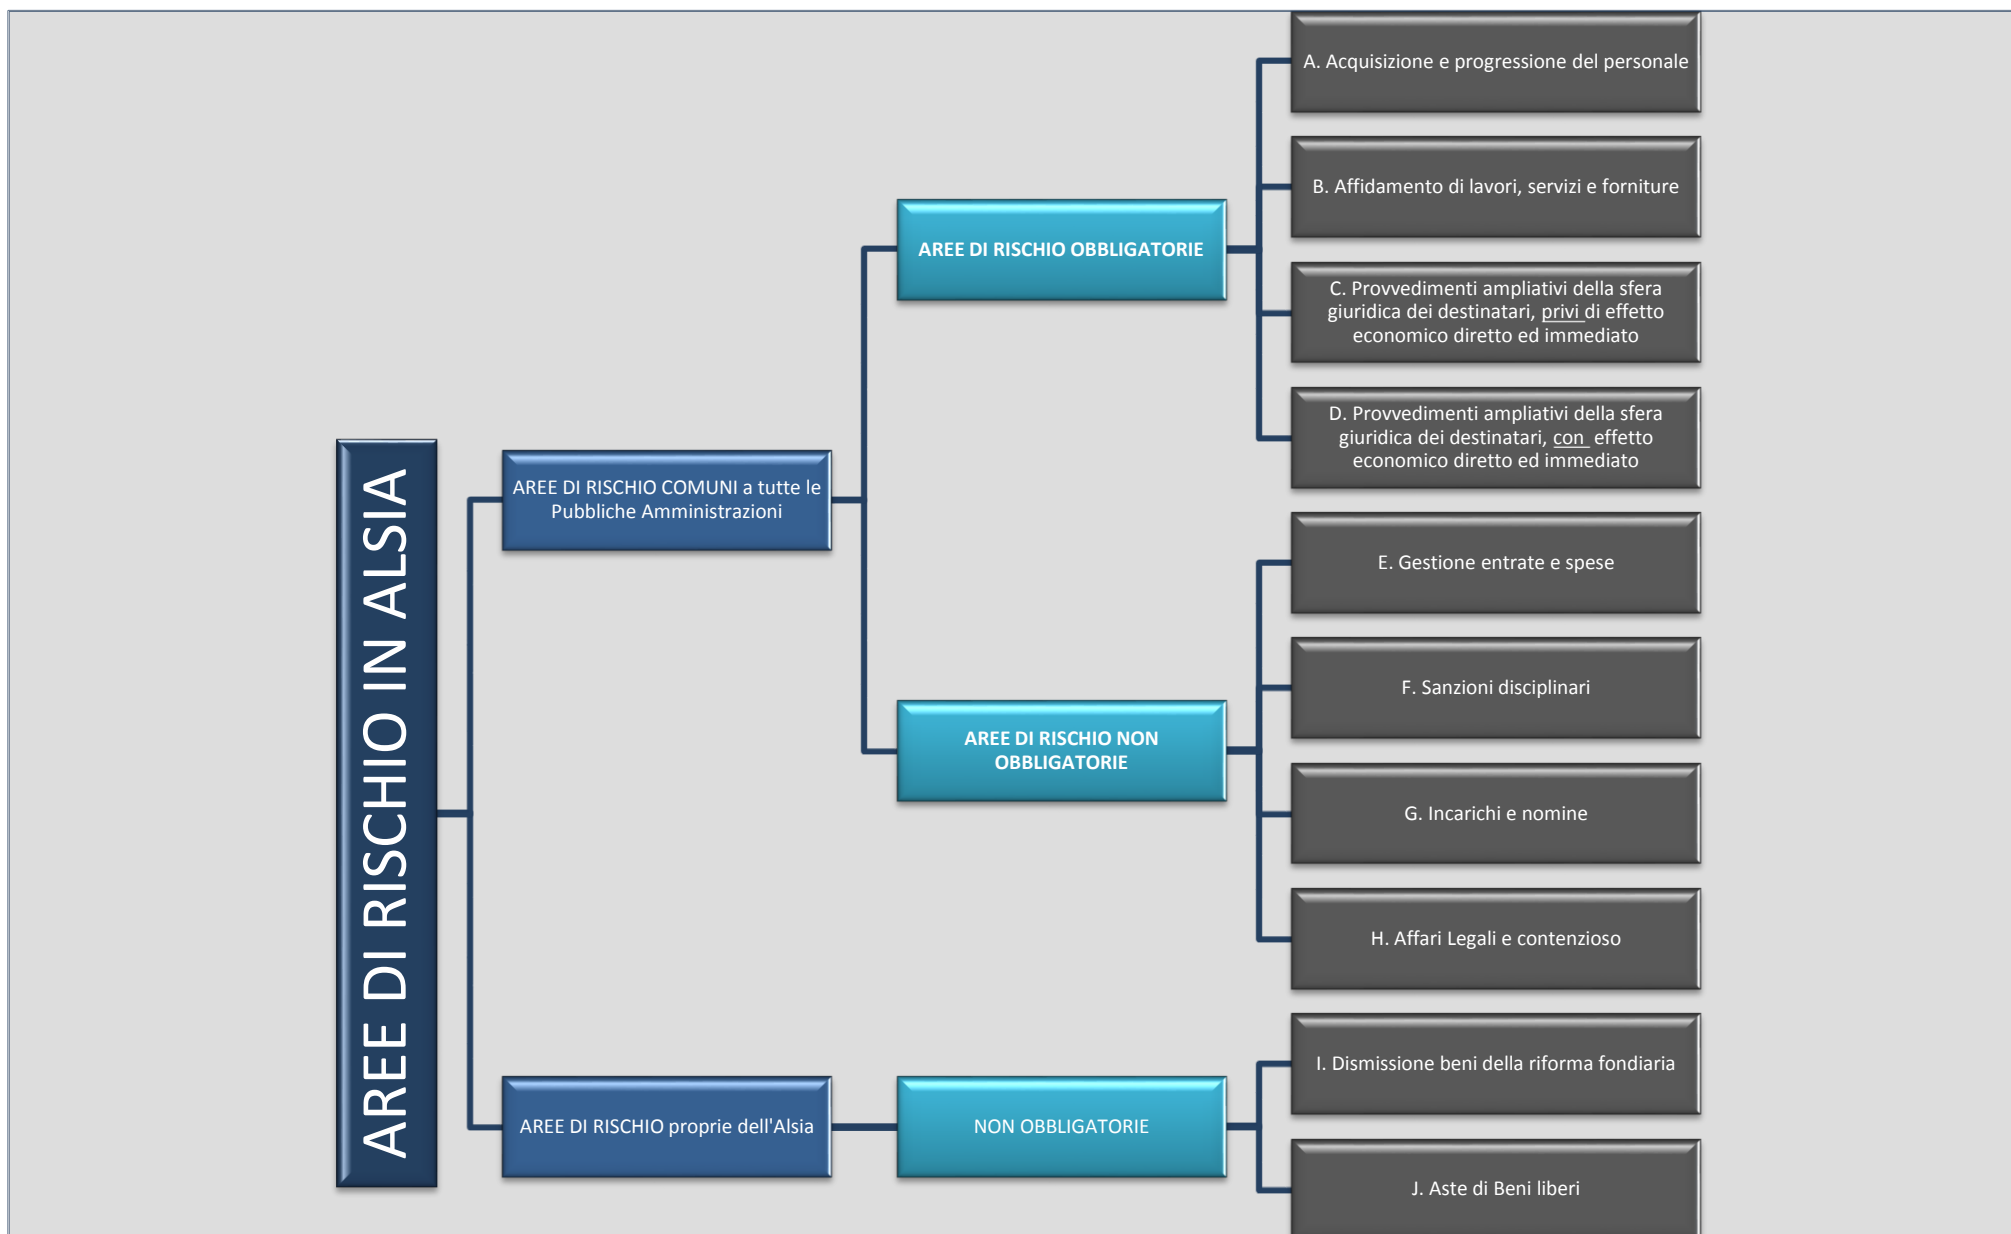 AREE DI RISCHIO IN ALSIA
AREE DI RISCHIO COMUNI a tutte le
Pubbliche Amministrazioni
AREE DI RISCHIO OBBLIGATORIE
A. Acquisizione e progressione del personale
B. Affidamento di lavori, servizi e forniture
C. Provvedimenti ampliativi della sfera
giuridica dei destinatari, privi di effetto
economico diretto ed immediato
D. Provvedimenti ampliativi della sfera
giuridica dei destinatari, con effetto
economico diretto ed immediato
AREE DI RISCHIO NON
OBBLIGATORIE
E. Gestione entrate e spese
F. Sanzioni disciplinari
G. Incarichi e nomine
H. Affari Legali e contenzioso
AREE DI RISCHIO proprie dell'Alsia
NON OBBLIGATORIE
I. Dismissione beni della riforma fondiaria
J. Aste di Beni liberi